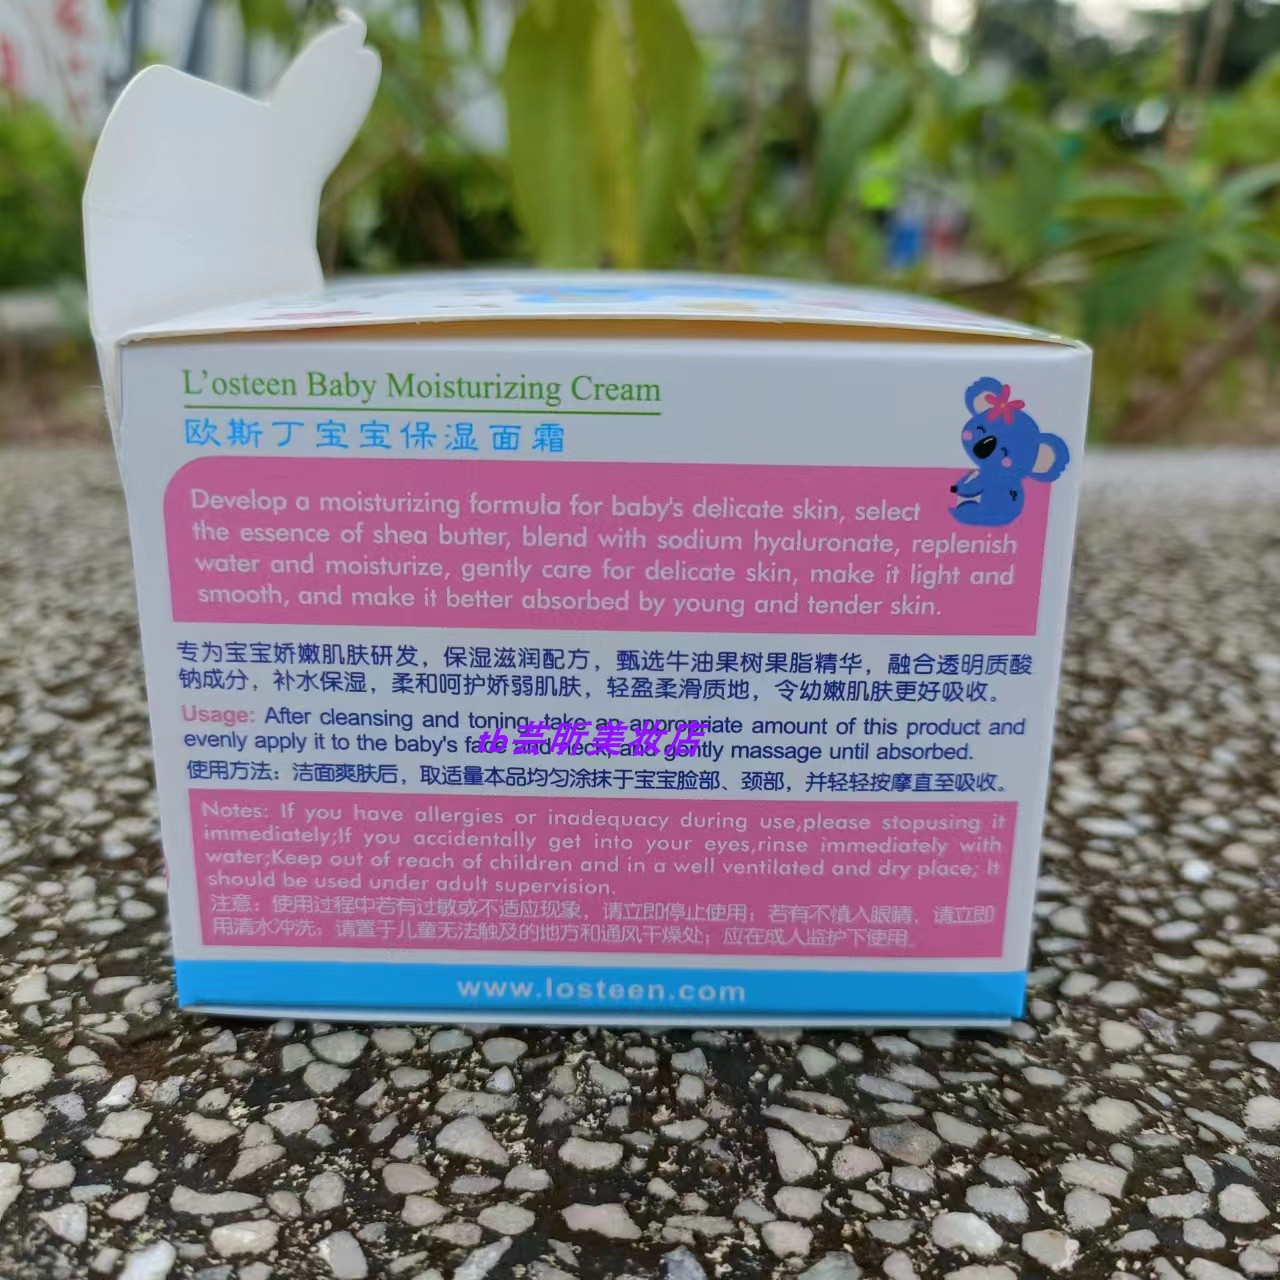 L'osteen Baby Moisturizing Cream
欧斯丁宝宝保湿面霜
Develop a moisturizing formula for baby's delicate skin, select
the essence of shea butter, blend with sodium hyaluronate, replenish
water and moisturize, gently care for delicate skin, make it light and
smooth, and make it better absorbed by young and tender skin.
专为宝宝娇嫩肌肤研发，保湿滋润配方，甄选牛油果树果脂精华，融合透明质酸
钠成分，补水保湿，柔和呵护娇弱肌肤，轻盈柔滑质地，令幼嫩肌肤更好吸收。
Usage: After cleansing and toning, take an appropriate amount of this product and
evenly apply it to the baby's face and neck, and gently massage until absorbed.
tb芸昕美妆店
使用方法：洁面爽肤后，取适量本品均匀涂抹于宝宝脸部、颈部，并轻轻按摩直至吸收。
Notes: If you have allergies or inadequacy during use,please stopusing it
immediately;If you accidentally get into your eyes,rinse immediately with
water;Keep out of reach of children and in a well ventilated and dry place; It
should be used under adult supervision.
注意：使用过程中若有过敏或不适应现象，请立即停止使用；若有不慎入眼睛，请立即
用清水冲洗；请置于儿童无法触及的地方和通风干燥处；应在成人监护下使用。
www.losteen.com